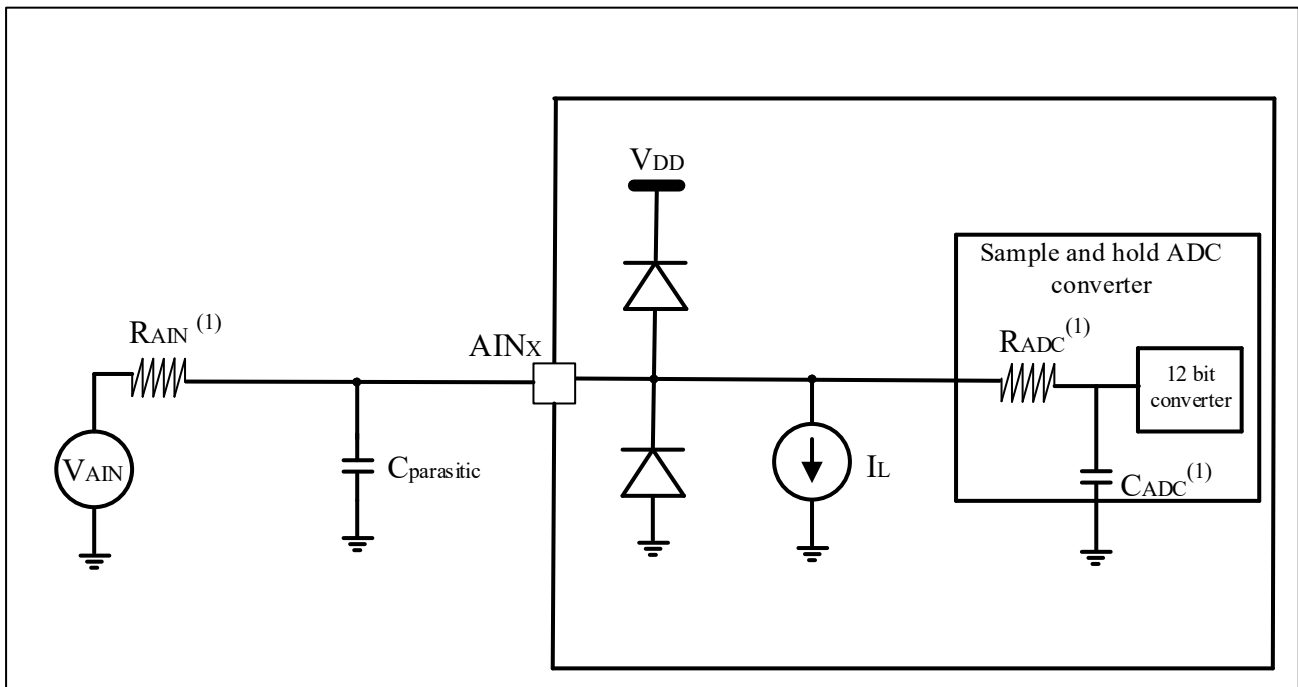 VDD
Sample and hold ADC
converter
RAIN (1)
AINX
RADC(1)
12 bit
converter
VAIN
Cparasitic
IL
CADC(1)